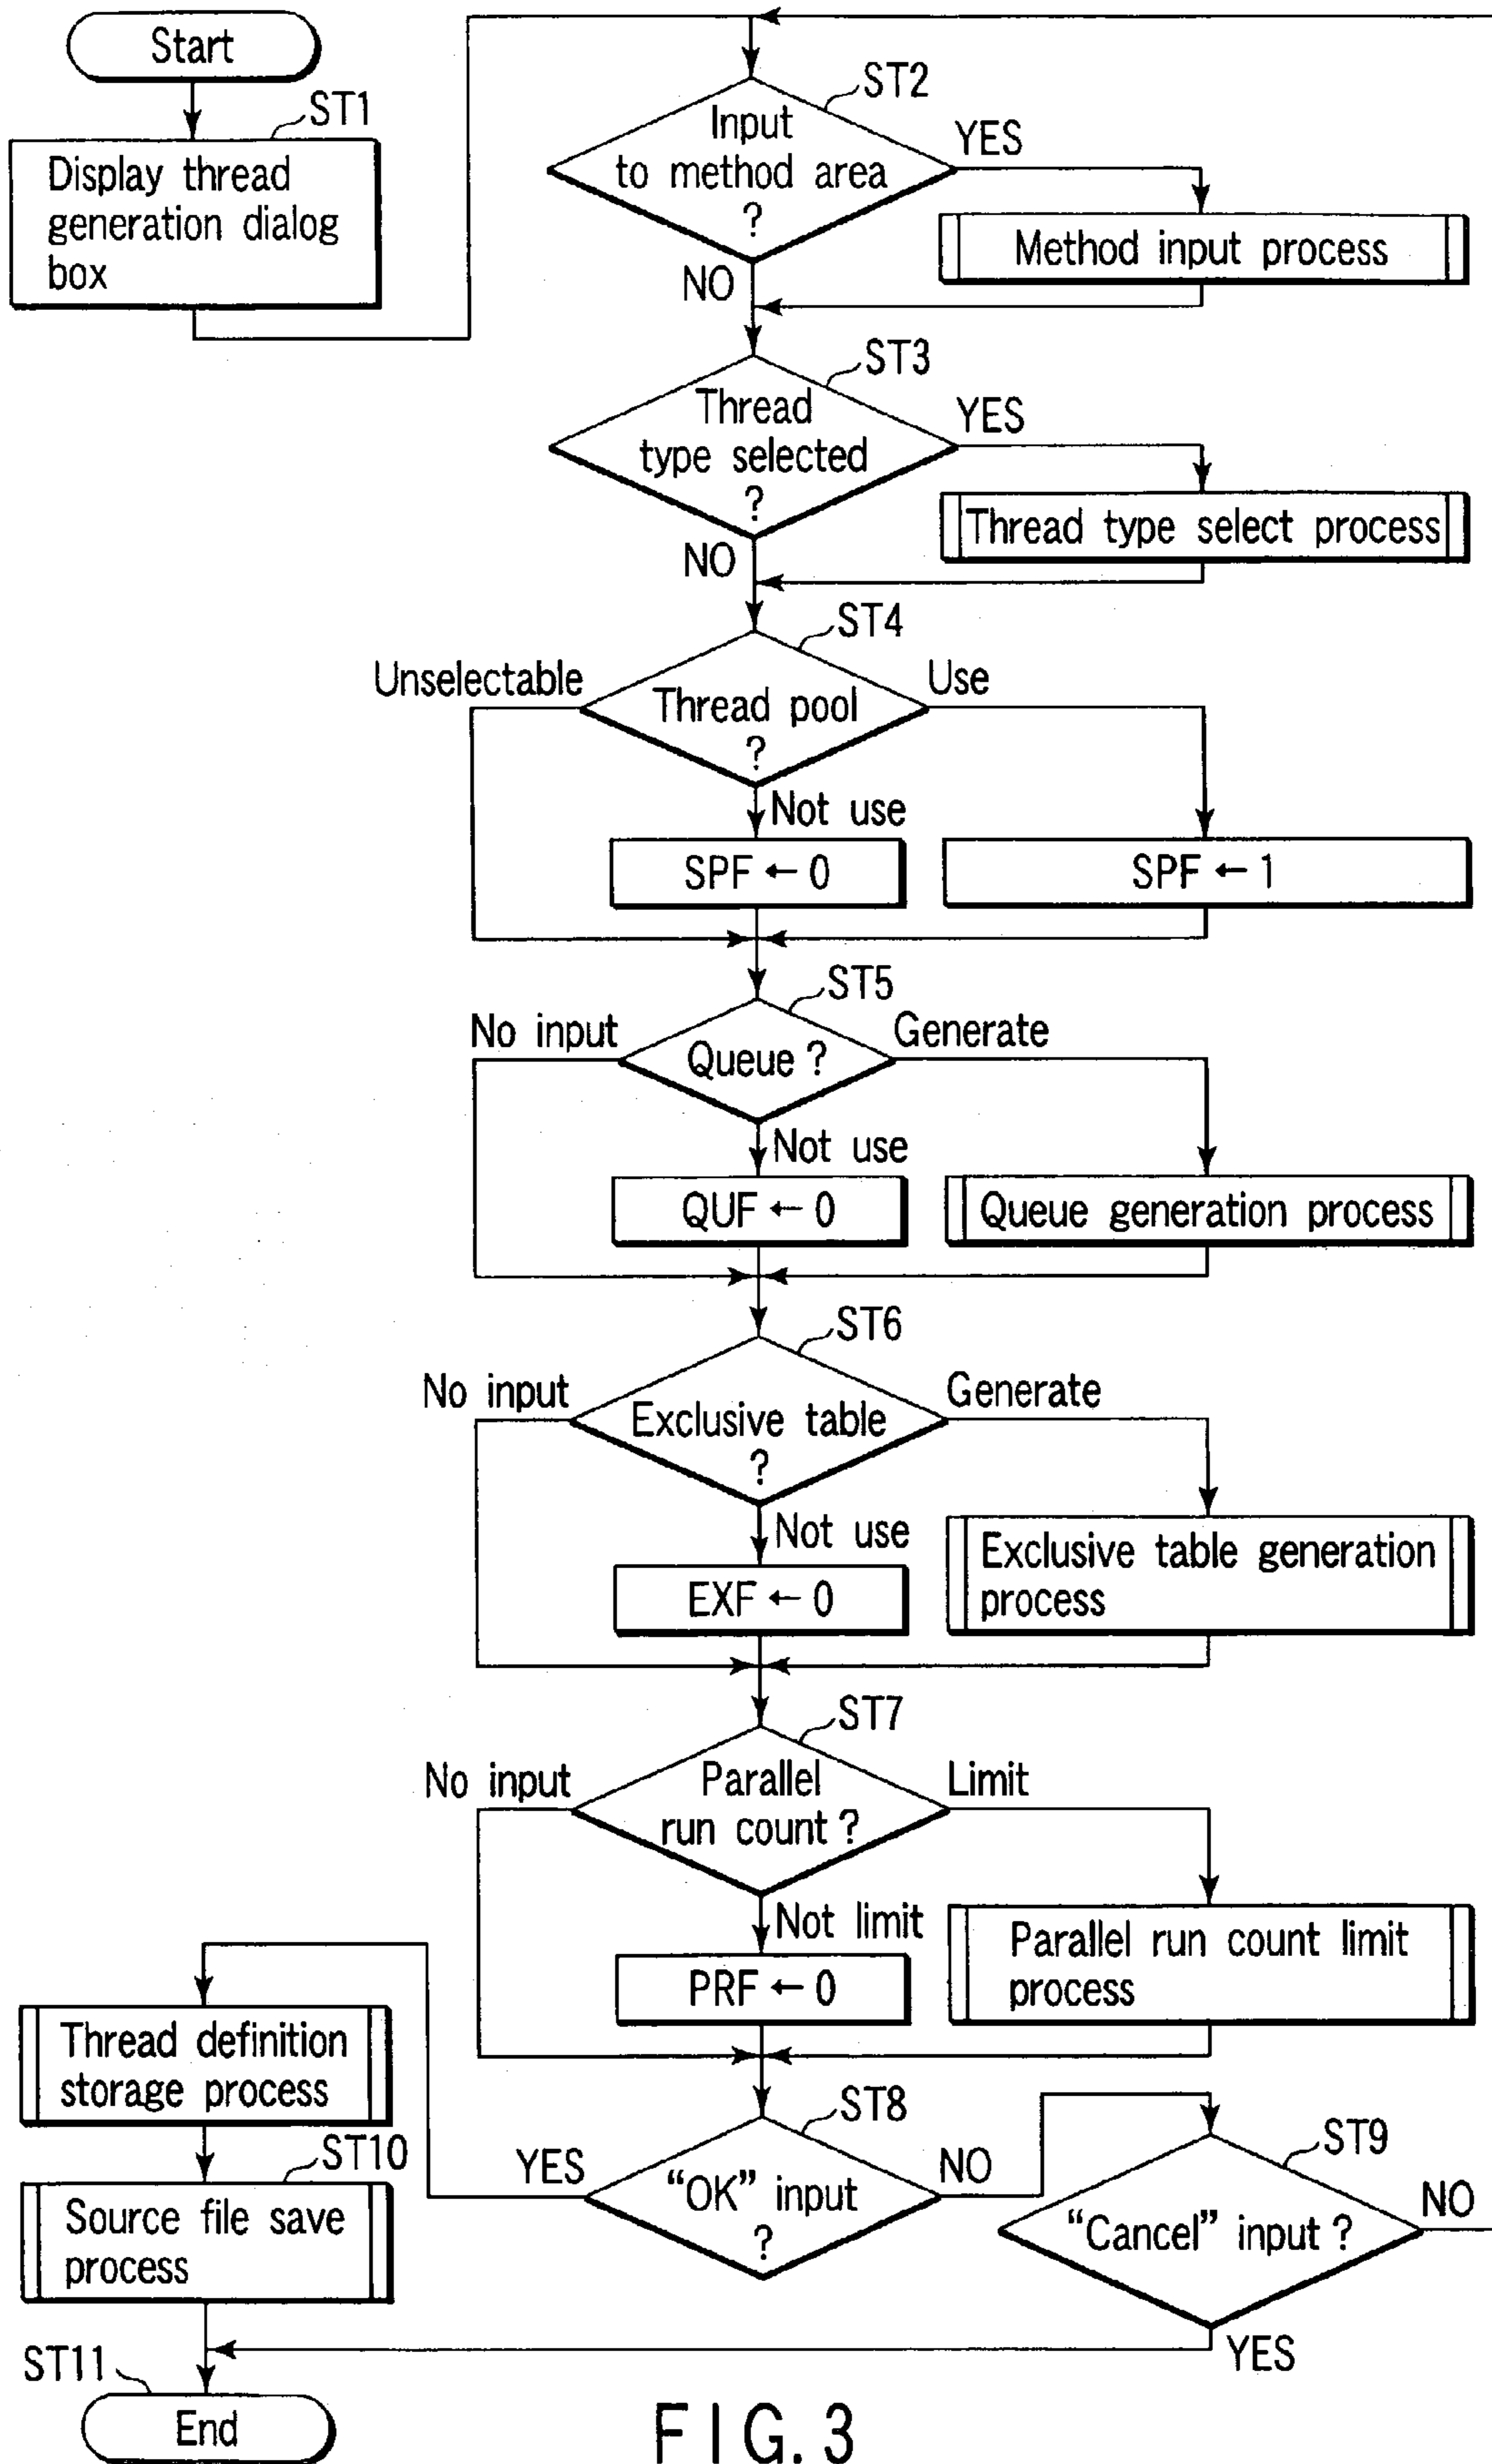 Start
ST1
Display thread
generation dialog
box
ST2
Input
to method area
?
YES
Method input process
NO
ST3
Thread
type selected
?
YES
Thread type select process
NO
ST4
Unselectable
Thread pool
?
Use
Not use
SPF ← 0
SPF ← 1
ST5
No input
Queue ?
Generate
Not use
QUF ← 0
Queue generation process
ST6
No input
Exclusive table
?
Generate
Not use
EXF ← 0
Exclusive table generation
process
ST7
No input
Parallel
run count ?
Limit
Not limit
PRF ← 0
Parallel run count limit
process
Thread definition
storage process
ST8
YES
“OK” input
?
NO
ST9
“Cancel” input ?
NO
YES
ST10
Source file save
process
ST11
End
FIG. 3